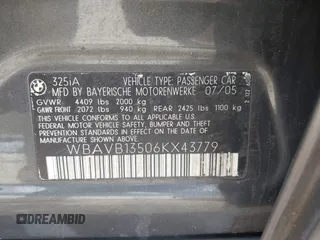 325iA VEHICLE TYPE: PASSENGER CAR
MFD BY BAYERISCHE MOTORENWERKE 07/05
GVWR 4409 lbs 2000 kg
GAWR FRONT 2072 lbs 940 kg REAR 2425 lbs 1100 kg
THIS VEHICLE CONFORMS TO ALL APPLICABLE
FEDERAL MOTOR VEHICLE SAFETY, BUMPER AND
THEFT PREVENTION STANDARDS IN EFFECT ON THE
DATE OF MANUFACTURE SHOWN ABOVE:
WBAVB13506KX43779
DREAMBID